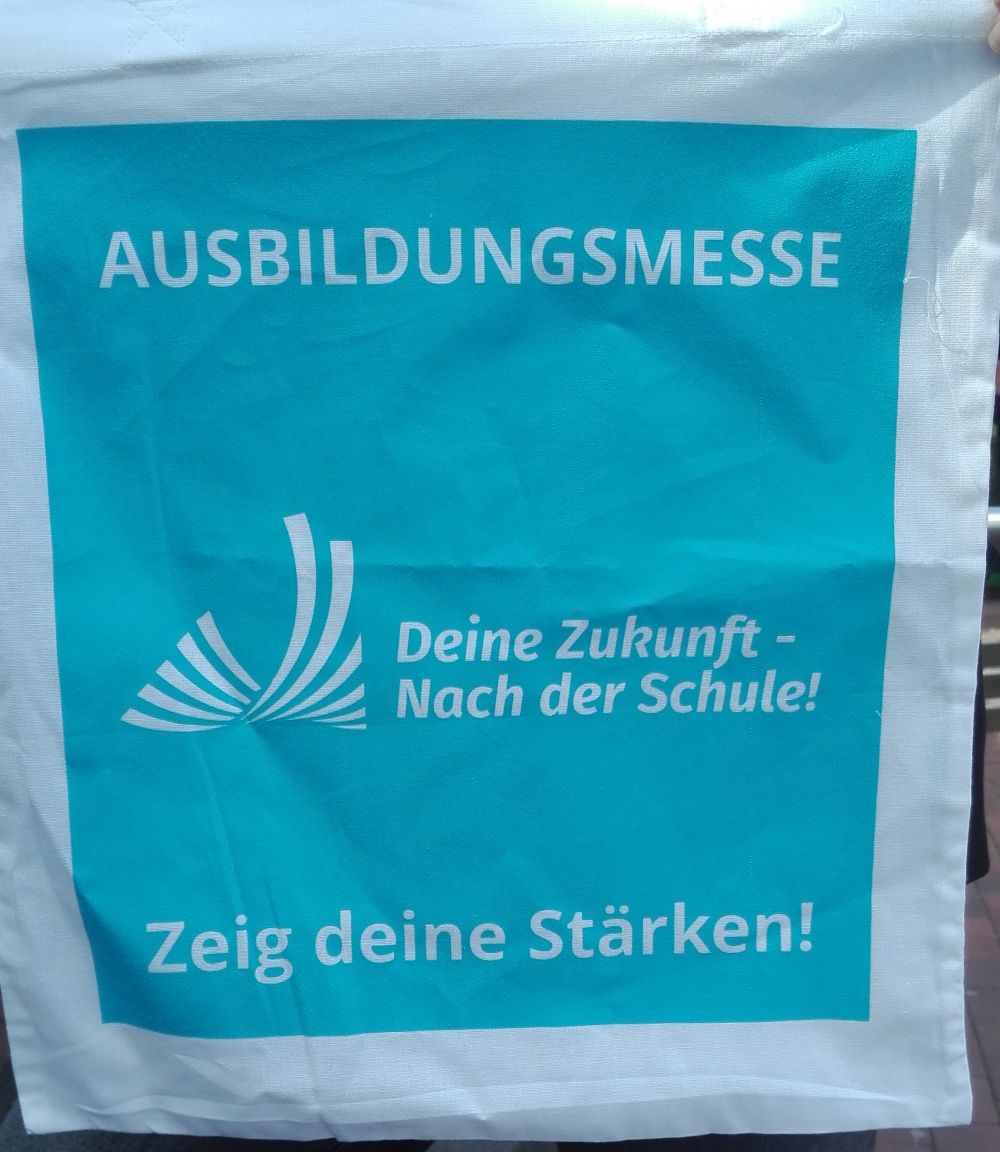 AUSBILDUNGSMESSE
Deine Zukunft -
Nach der Schule!
Zeig deine Stärken!